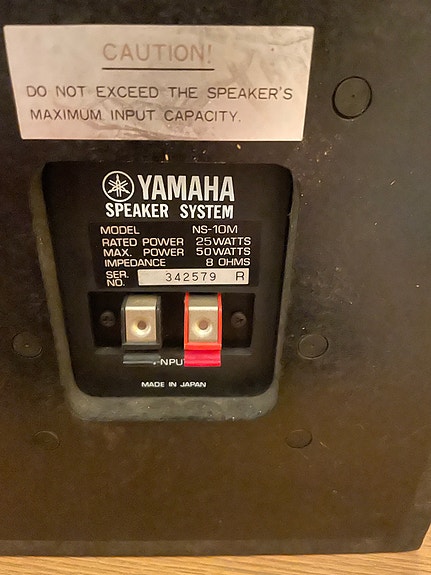 CAUTION!
DO NOT EXCEED THE SPEAKER'S
MAXIMUM INPUT CAPACITY.
YAMAHA
SPEAKER SYSTEM
MODEL NS-10M
RATED POWER 25WATTS
MAX. POWER 50WATTS
IMPEDANCE 8 OHMS
SER. NO. 342579 R
INPUT
MADE IN JAPAN